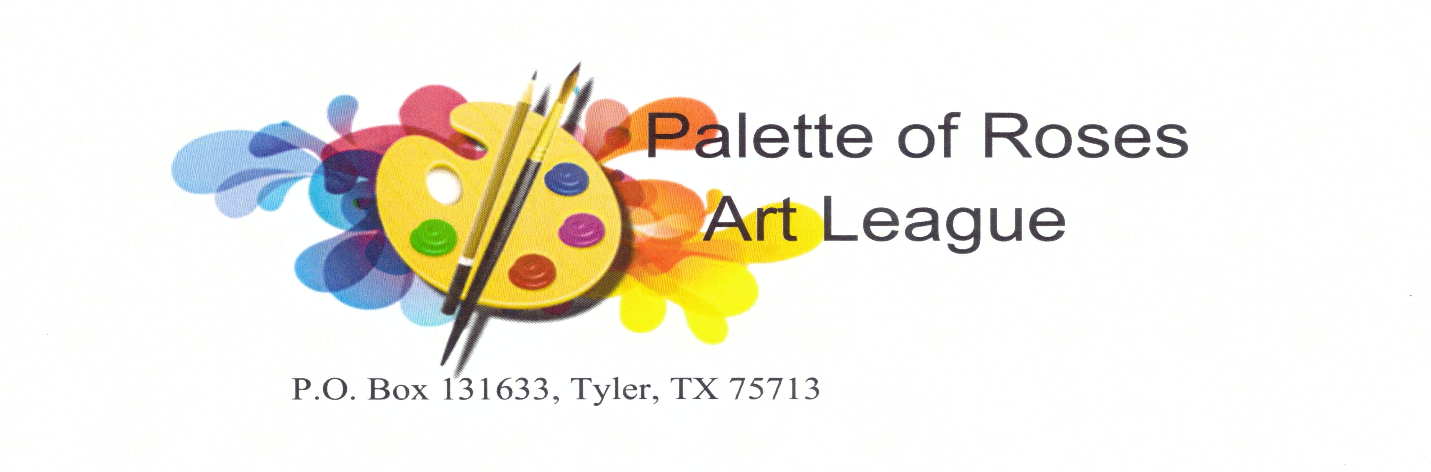 Palette of Roses
Art League
P.O. Box 131633, Tyler, TX 75713